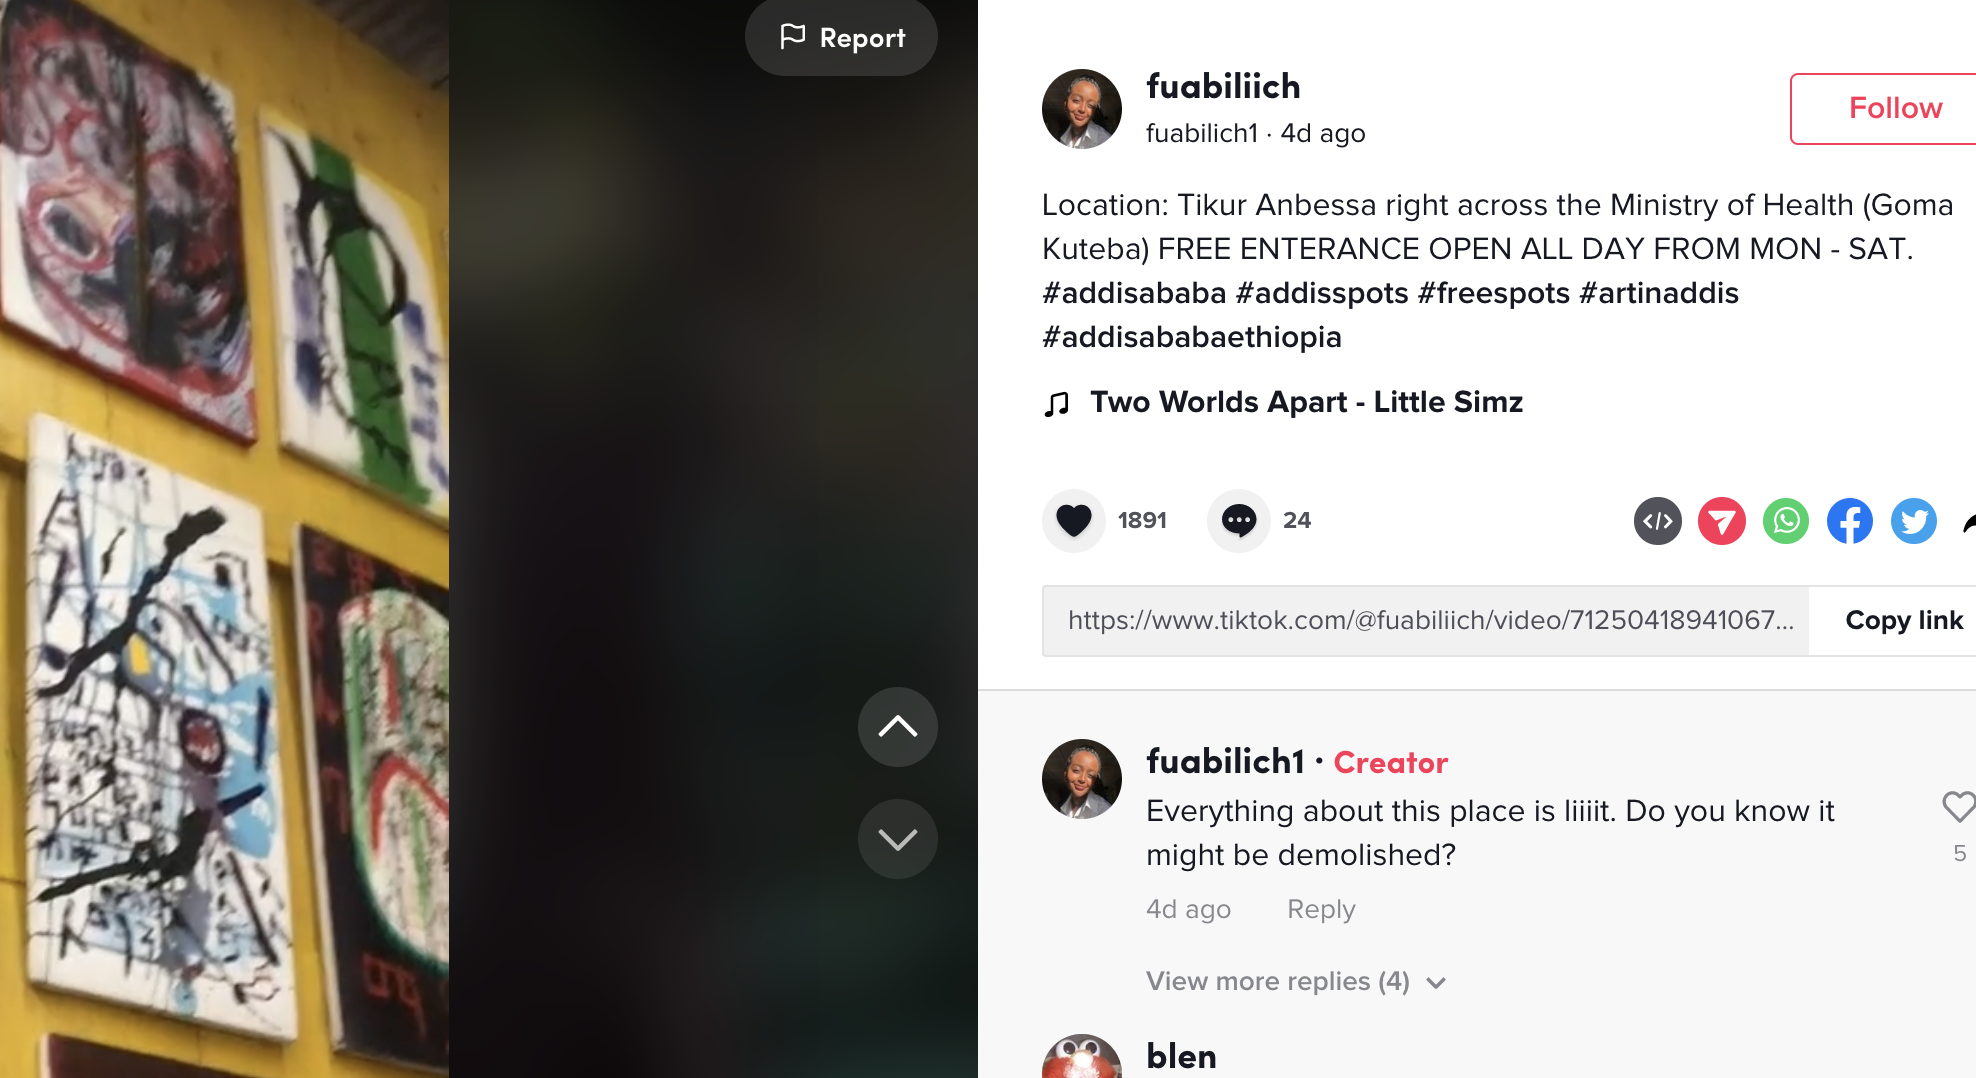 Report
fuabiliich
fuabilich1 · 4d ago
Follow
Location: Tikur Anbessa right across the Ministry of Health (Goma
Kuteba) FREE ENTERANCE OPEN ALL DAY FROM MON - SAT.
#addisababa #addisspots #freespots #artinaddis
#addisababaethiopia
Two Worlds Apart - Little Simz
1891
24
https://www.tiktok.com/@fuabiliich/video/71250418941067...
Copy link
fuabilich1 · Creator
Everything about this place is liiiit. Do you know it
might be demolished?
5
4d ago Reply
View more replies (4)
blen